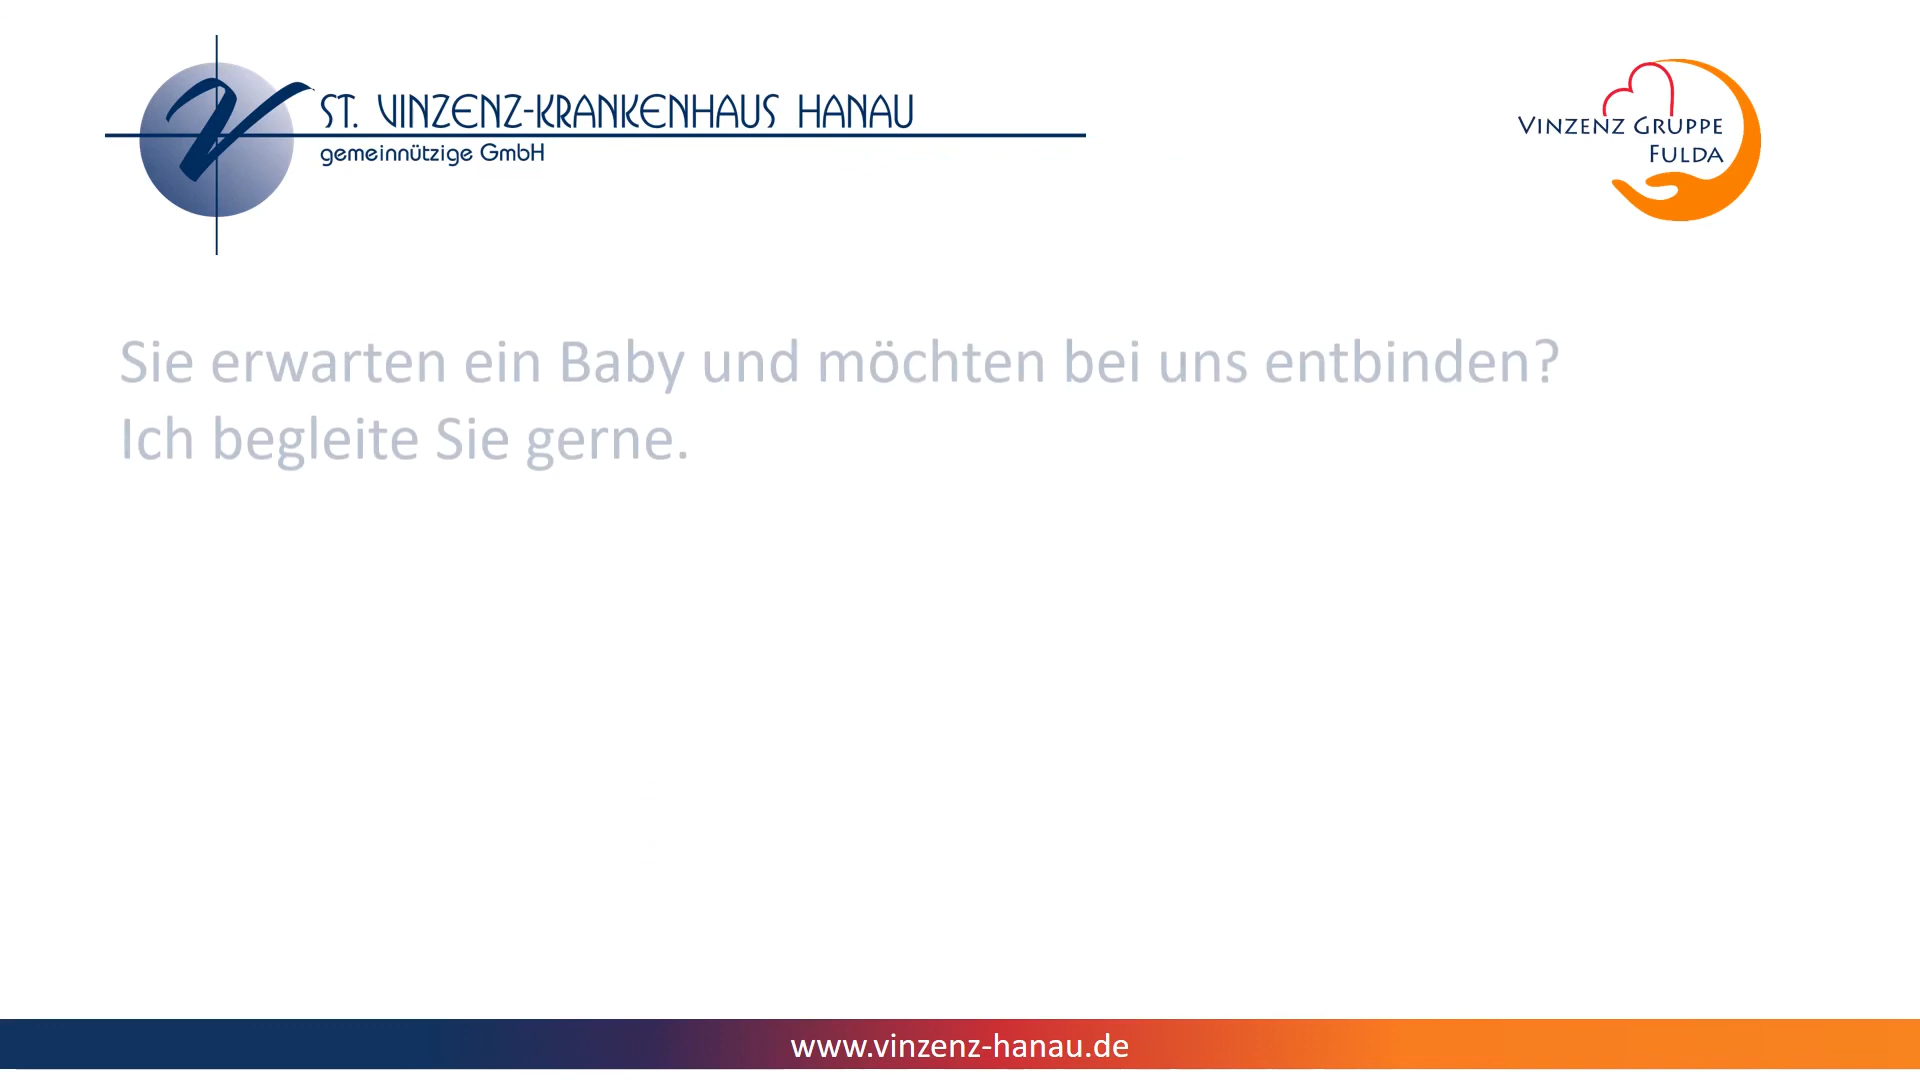 ST. VINZENZ-KRANKENHAUS HANAU
gemeinnützige GmbH
VINZENZ GRUPPE
FULDA
Sie erwarten ein Baby und möchten bei uns entbinden?
Ich begleite Sie gerne.
www.vinzenz-hanau.de